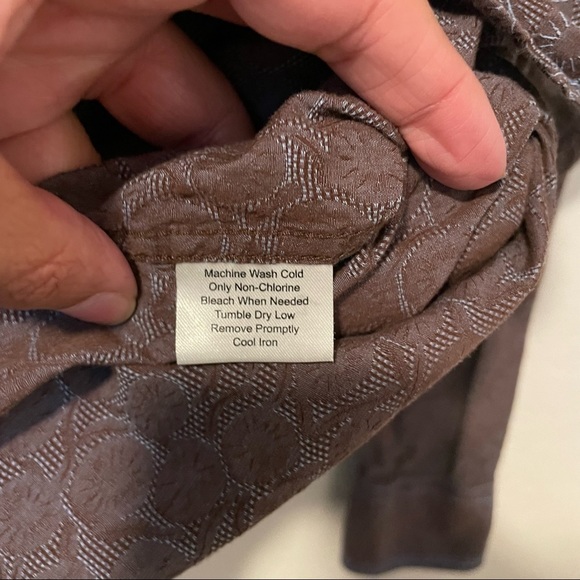 Machine Wash Cold
Only Non-Chlorine
Bleach When Needed
Tumble Dry Low
Remove Promptly
Cool Iron